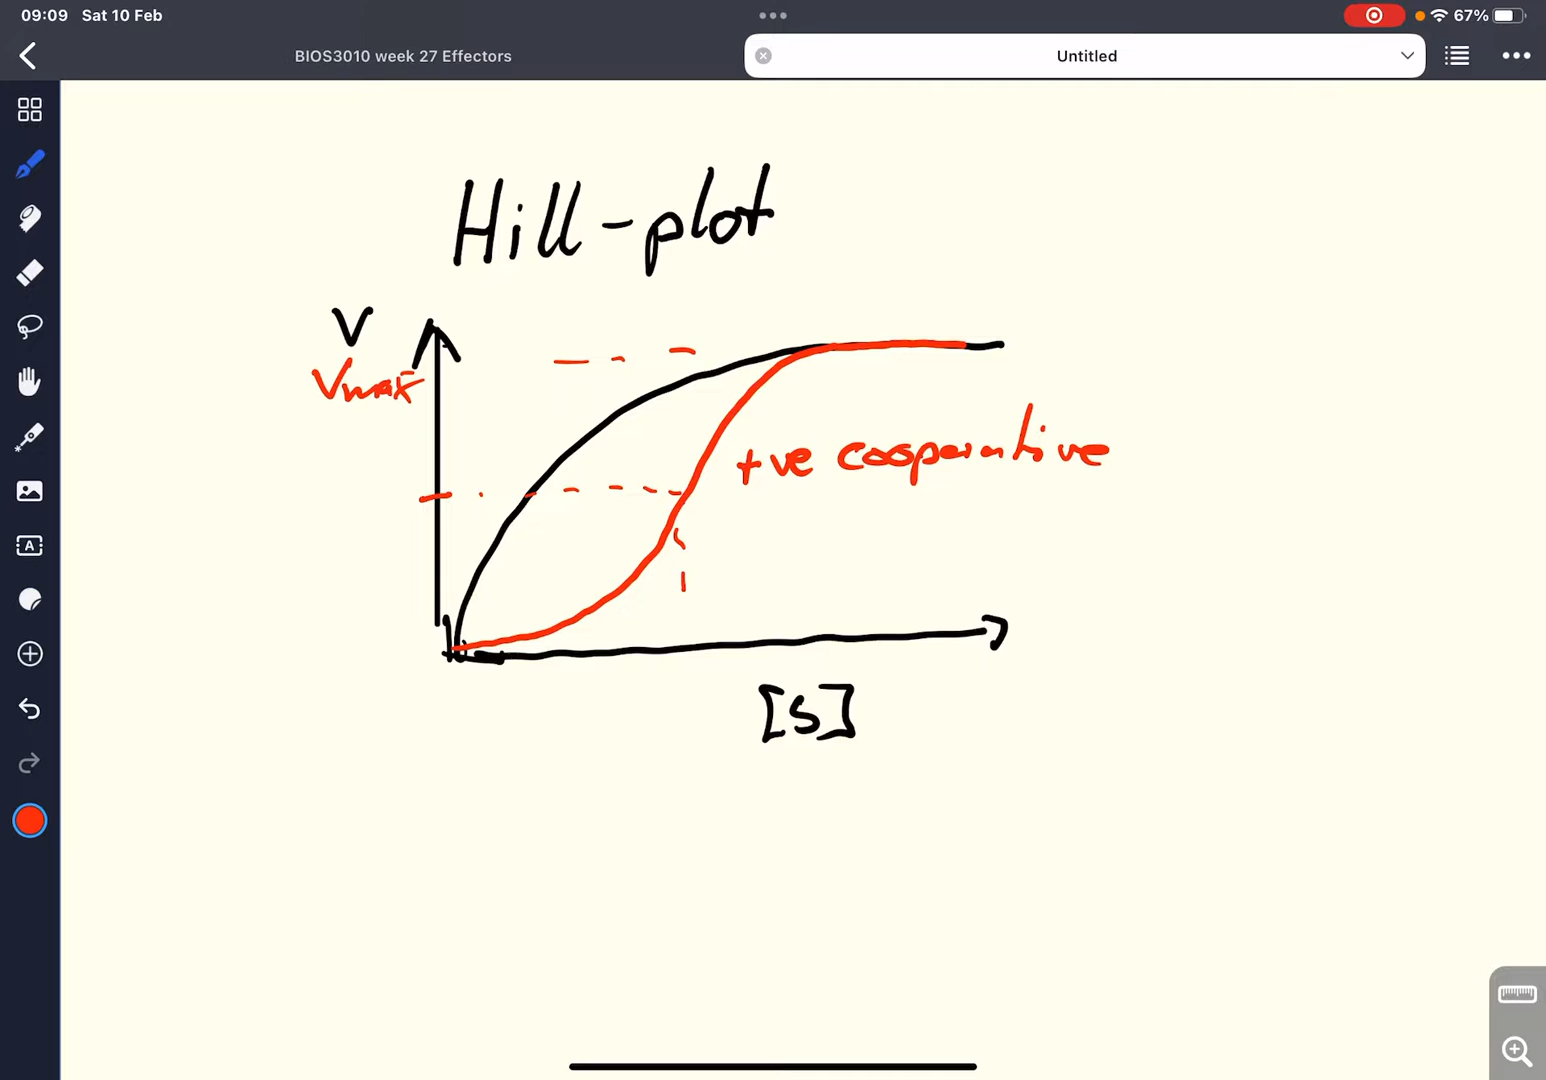 09:09 Sat 10 Feb
67%
BIOS3010 week 27 Effectors
Untitled
Hill-plot
V
Vmax
+ve cooperative
[S]
A